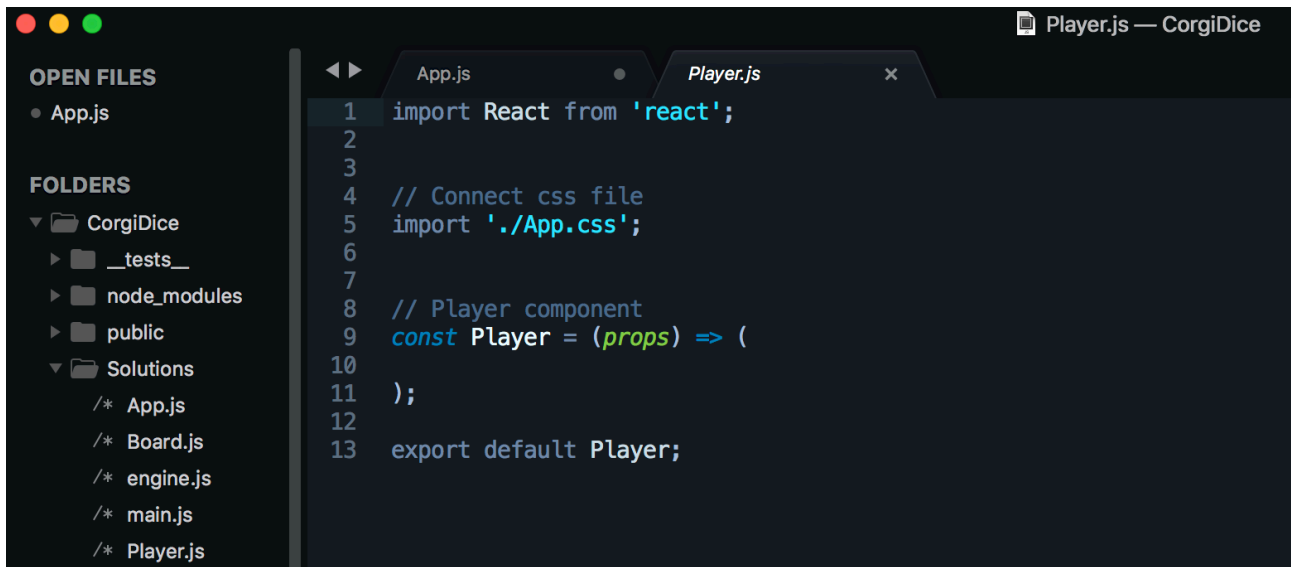 Player.js — CorgiDice
OPEN FILES
App.js
FOLDERS
CorgiDice
__tests__
node_modules
public
Solutions
/* App.js
/* Board.js
/* engine.js
/* main.js
/* Player.js
App.js
Player.js
1 import React from 'react';
2
3
4 // Connect css file
5 import './App.css';
6
7
8 // Player component
9 const Player = (props) => (
10
11 );
12
13 export default Player;